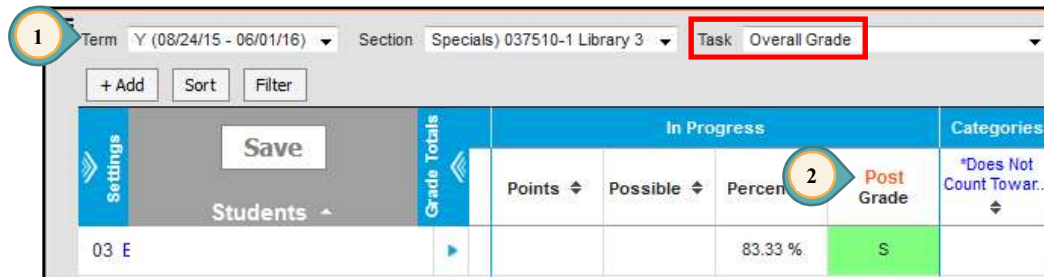 1
Term Y (08/24/15 - 06/01/16) Section Specials) 037510-1 Library 3 Task Overall Grade
+ Add Sort Filter
Settings
Save
Students
Grade Totals
In Progress
Categories
Points Possible Percen 2 Post Grade
*Does Not Count Towar..
03 E 83.33 % S